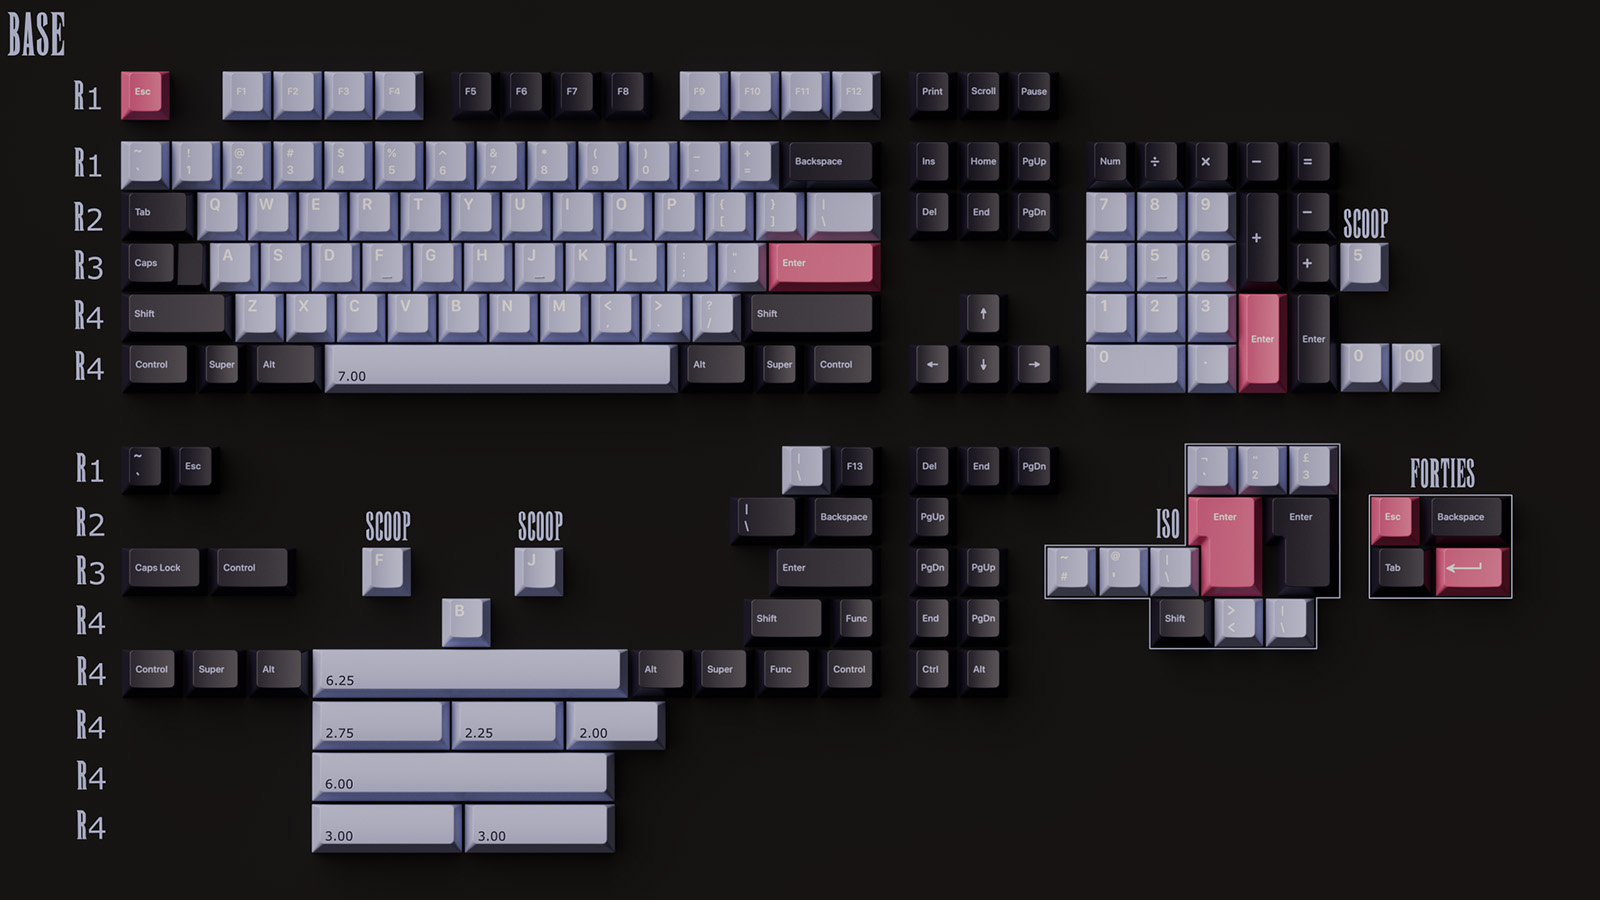 BASE
R1 Esc F1 F2 F3 F4 F5 F6 F7 F8 F9 F10 F11 F12 Print Scroll Pause
R1 ~ ` ! 1 @ 2 # 3 $ 4 % 5 ^ 6 & 7 * 8 ( 9 ) 0 _ - + = Backspace Ins Home PgUp Num ÷ × − =
R2 Tab Q W E R T Y U I O P { [ } ] | \ Del End PgDn 7 8 9 + −
SCOOP
R3 Caps A S D F _ G H J _ K L : ; " ' Enter 4 5 _ 6 + 5
R4 Shift Z X C V B N M < , > . ? / Shift ↑ 1 2 3 Enter Enter
R4 Control Super Alt 7.00 Alt Super Control ← ↓ → 0 . 0 00
R1 ~ ` Esc | \ F13 Del End PgDn ¬ ` " 2 £ 3
FORTIES
R2 | \ Backspace PgUp Enter Enter Esc Backspace
SCOOP SCOOP ISO
R3 Caps Lock Control F J Enter PgDn PgUp ~ # @ ' | \ Tab ←
R4 B Shift Func End PgDn Shift > < | \
R4 Control Super Alt 6.25 Alt Super Func Control Ctrl Alt
R4 2.75 2.25 2.00
R4 6.00
R4 3.00 3.00